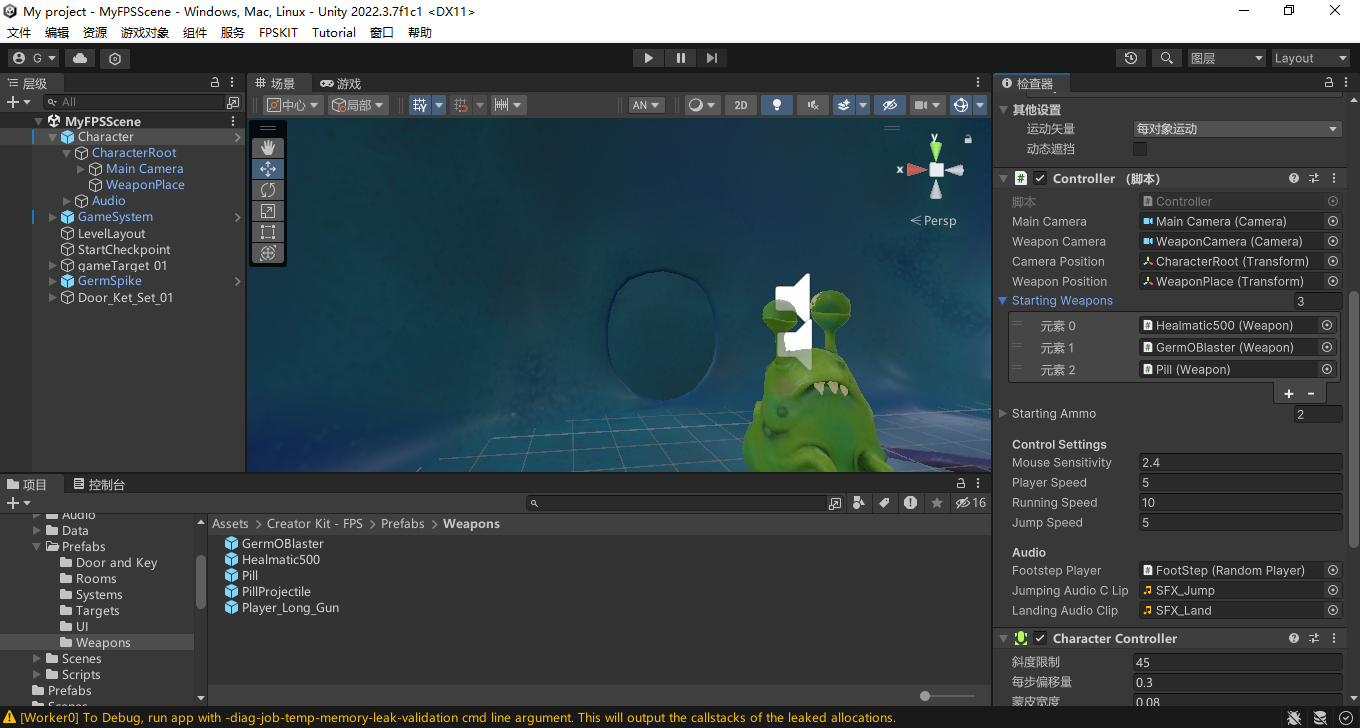 My project - MyFPSScene - Windows, Mac, Linux - Unity 2022.3.7f1c1 <DX11>
文件 编辑 资源 游戏对象 组件 作业 服务 FPSKIT Tutorial 窗口 帮助
G 图层 Layout
层级
All
MyFPSScene
Character
CharacterRoot
Main Camera
WeaponPlace
Audio
GameSystem
LevelLayout
StartCheckpoint
gameTarget 01
GermSpike
Door_Ket_Set_01
场景 游戏
中心 局部 AN 2D
y
x
Persp
检查器
其他设置
运动矢量 每对象运动
动态遮挡
Controller （脚本）
脚本 Controller
Main Camera Main Camera (Camera)
Weapon Camera WeaponCamera (Camera)
Camera Position CharacterRoot (Transform)
Weapon Position WeaponPlace (Transform)
Starting Weapons 3
元素 0 Healmatic500 (Weapon)
元素 1 GermOBlaster (Weapon)
元素 2 Pill (Weapon)
+ -
Starting Ammo 2
Control Settings
Mouse Sensitivity 2.4
Player Speed 5
Running Speed 10
Jump Speed 5
Audio
Footstep Player FootStep (Random Player)
Jumping Audio C Lip SFX_Jump
Landing Audio Clip SFX_Land
Character Controller
斜度限制 45
每步偏移量 0.3
蒙皮宽度 0.08
项目 控制台
16
Audio
Data
Prefabs
Door and Key
Rooms
Systems
Targets
UI
Weapons
Scenes
Scripts
Prefabs
Scenes
Assets > Creator Kit - FPS > Prefabs > Weapons
GermOBlaster
Healmatic500
Pill
PillProjectile
Player_Long_Gun
[Worker0] To Debug, run app with -diag-job-temp-memory-leak-validation cmd line argument. This will output the callstacks of the leaked allocations.